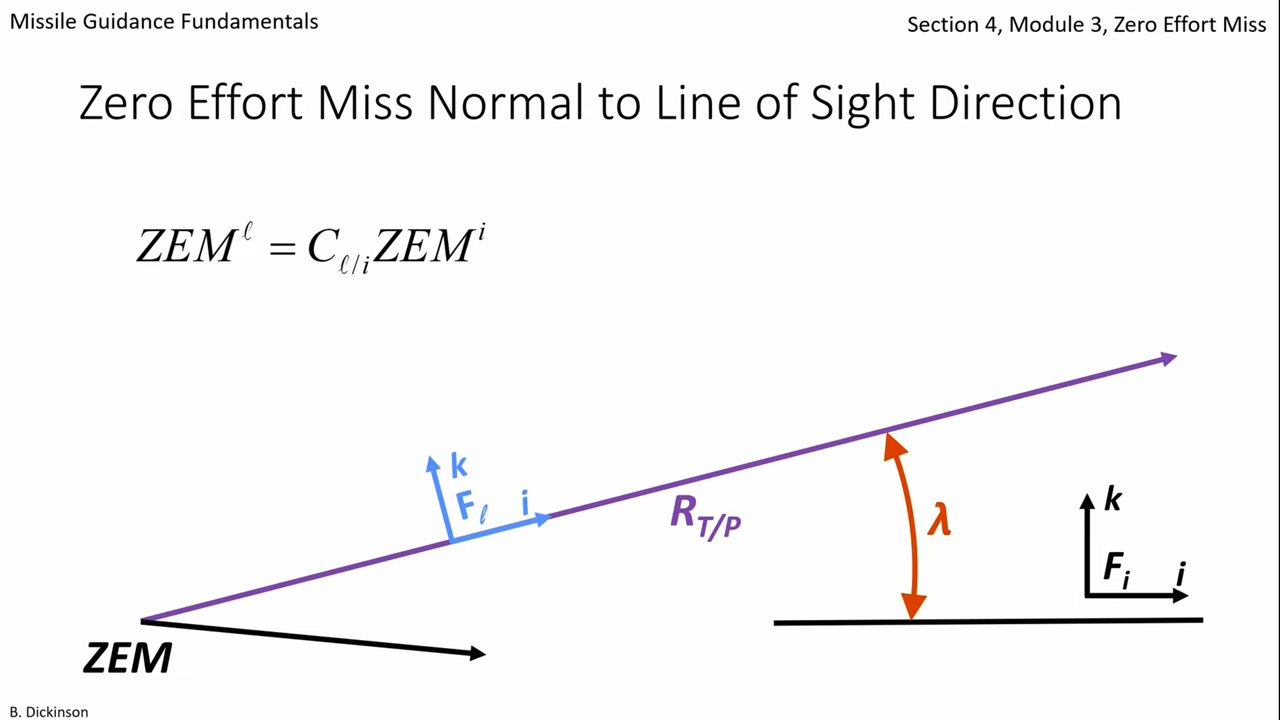 Missile Guidance Fundamentals
Section 4, Module 3, Zero Effort Miss
Zero Effort Miss Normal to Line of Sight Direction
ZEM^ℓ = C_ℓ/i ZEM^i
k
F_ℓ
i
R_T/P
λ
k
F_i
i
ZEM
B. Dickinson